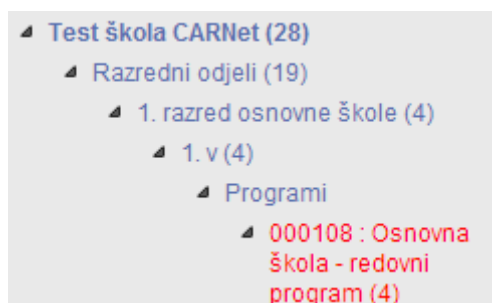 Test škola CARNet (28)
Razredni odjeli (19)
1. razred osnovne škole (4)
1. v (4)
Programi
000108 : Osnovna
škola - redovni
program (4)